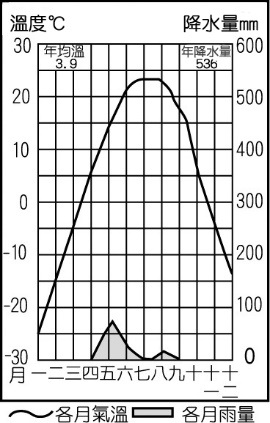 溫度℃ 降水量mm
30 年均溫 年降水量 600
3.9 536
20 500
10 400
0 300
-10 200
-20 100
-30 0
月 一 二 三 四 五 六 七 八 九 十 十一 十二
各月氣溫 各月雨量